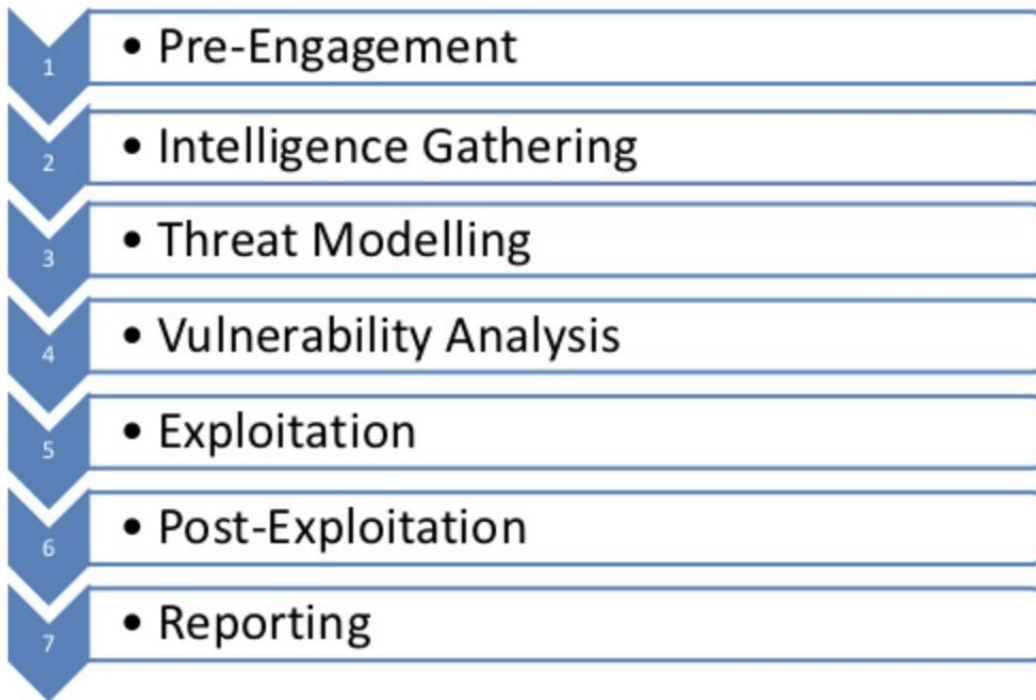 1 • Pre-Engagement
2 • Intelligence Gathering
3 • Threat Modelling
4 • Vulnerability Analysis
5 • Exploitation
6 • Post-Exploitation
7 • Reporting